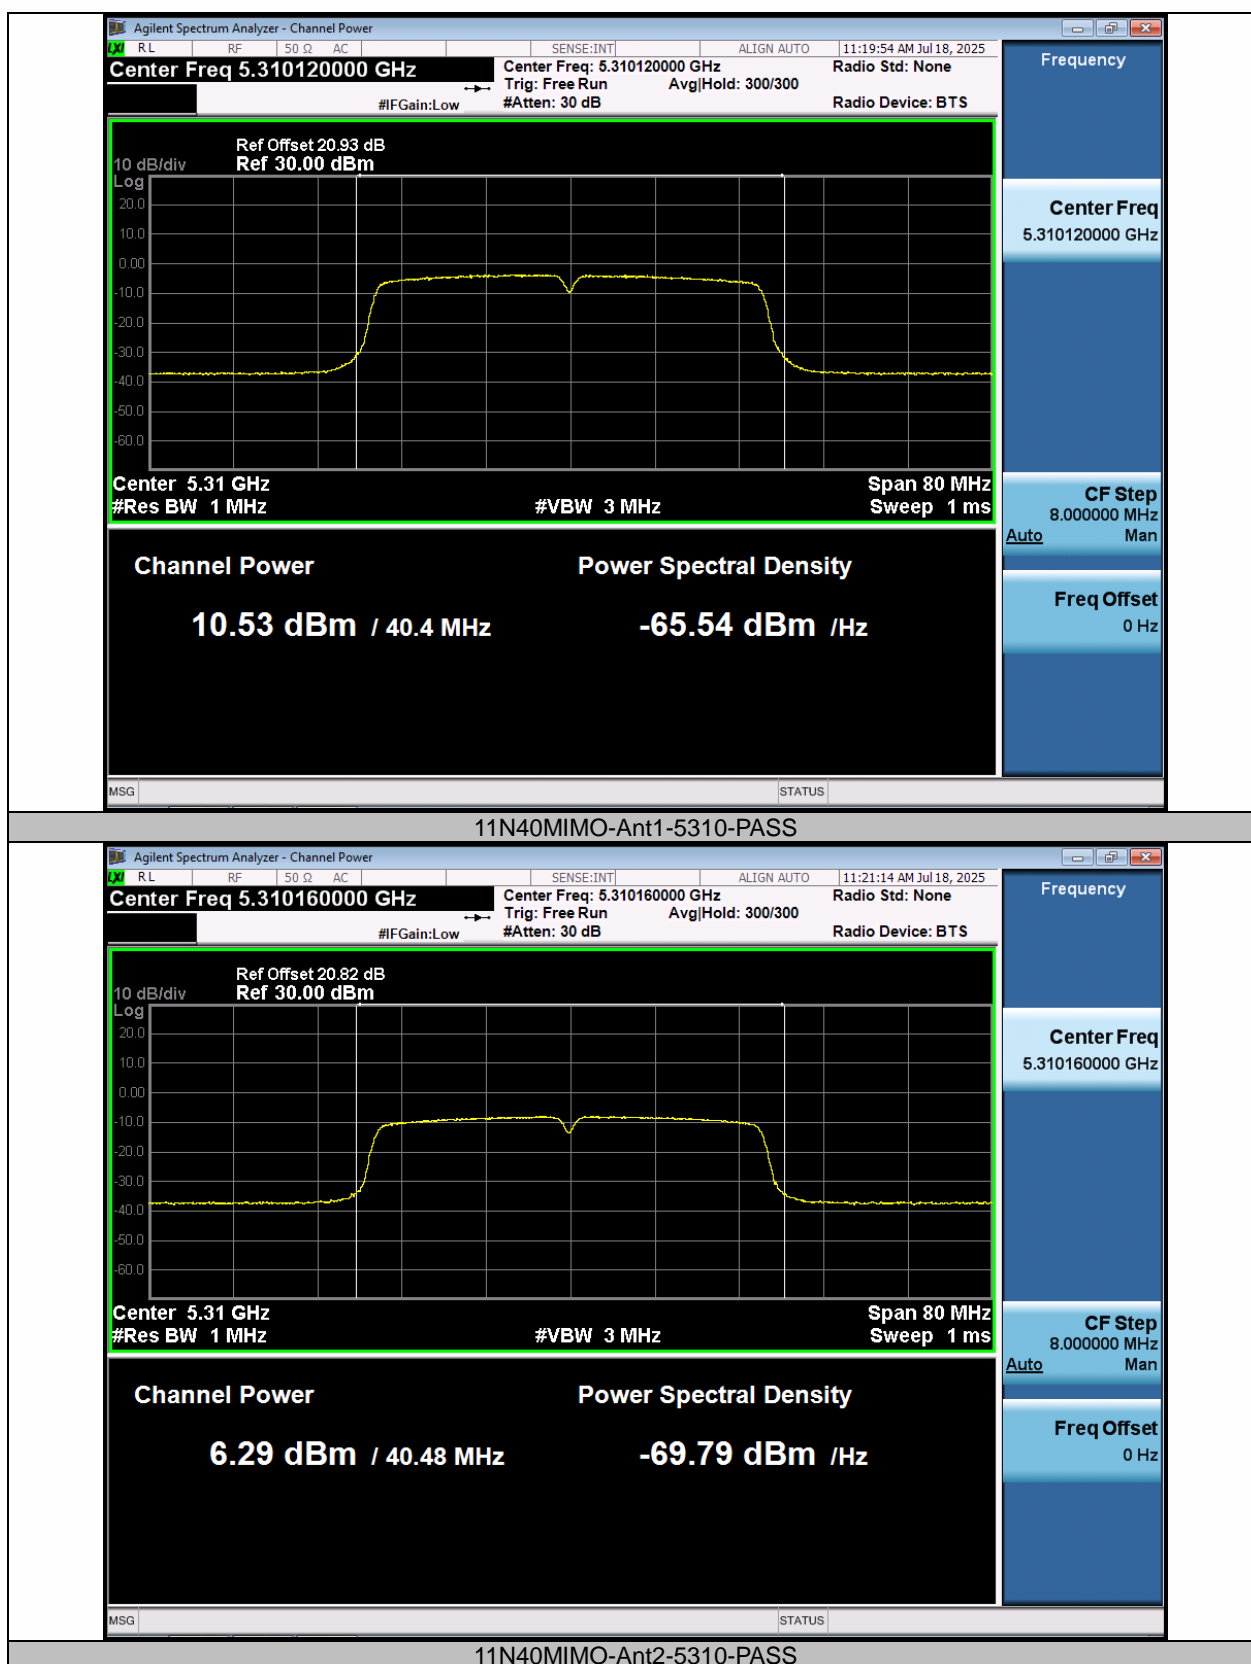 Agilent Spectrum Analyzer - Channel Power
LXI RL RF 50 Ω AC SENSE:INT ALIGN AUTO 11:19:54 AM Jul 18, 2025
Center Freq 5.310120000 GHz
Center Freq: 5.310120000 GHz Radio Std: None
Trig: Free Run Avg|Hold: 300/300
#IFGain:Low #Atten: 30 dB Radio Device: BTS
Frequency
Ref Offset 20.93 dB
10 dB/div Ref 30.00 dBm
Log
20.0
10.0
0.00
-10.0
-20.0
-30.0
-40.0
-50.0
-60.0
Center 5.31 GHz Span 80 MHz
#Res BW 1 MHz #VBW 3 MHz Sweep 1 ms
Center Freq
5.310120000 GHz
CF Step
8.000000 MHz
Auto Man
Freq Offset
0 Hz
Channel Power Power Spectral Density
10.53 dBm / 40.4 MHz -65.54 dBm /Hz
MSG STATUS
11N40MIMO-Ant1-5310-PASS
Agilent Spectrum Analyzer - Channel Power
LXI RL RF 50 Ω AC SENSE:INT ALIGN AUTO 11:21:14 AM Jul 18, 2025
Center Freq 5.310160000 GHz
Center Freq: 5.310160000 GHz Radio Std: None
Trig: Free Run Avg|Hold: 300/300
#IFGain:Low #Atten: 30 dB Radio Device: BTS
Frequency
Ref Offset 20.82 dB
10 dB/div Ref 30.00 dBm
Log
20.0
10.0
0.00
-10.0
-20.0
-30.0
-40.0
-50.0
-60.0
Center 5.31 GHz Span 80 MHz
#Res BW 1 MHz #VBW 3 MHz Sweep 1 ms
Center Freq
5.310160000 GHz
CF Step
8.000000 MHz
Auto Man
Freq Offset
0 Hz
Channel Power Power Spectral Density
6.29 dBm / 40.48 MHz -69.79 dBm /Hz
MSG STATUS
11N40MIMO-Ant2-5310-PASS